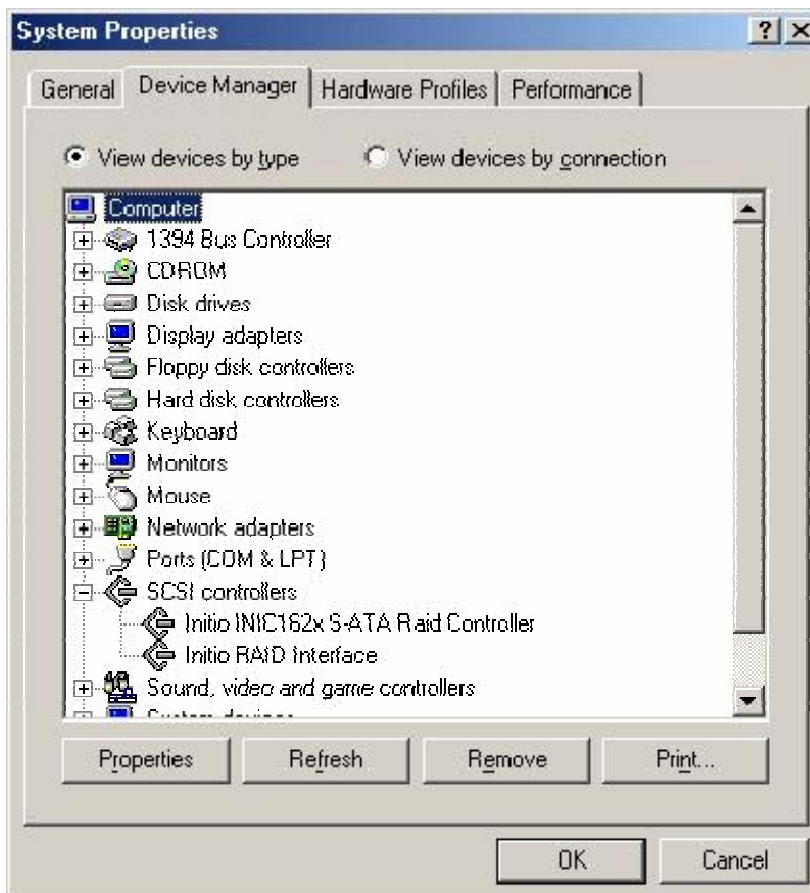 System Properties
General Device Manager Hardware Profiles Performance
View devices by type View devices by connection
Computer
1394 Bus Controller
CDROM
Disk drives
Display adapters
Floppy disk controllers
Hard disk controllers
Keyboard
Monitors
Mouse
Network adapters
Ports (COM & LPT)
SCSI controllers
Initio INIC162x S-ATA Raid Controller
Initio RAID Interface
Sound, video and game controllers
System devices
Properties Refresh Remove Print...
OK Cancel